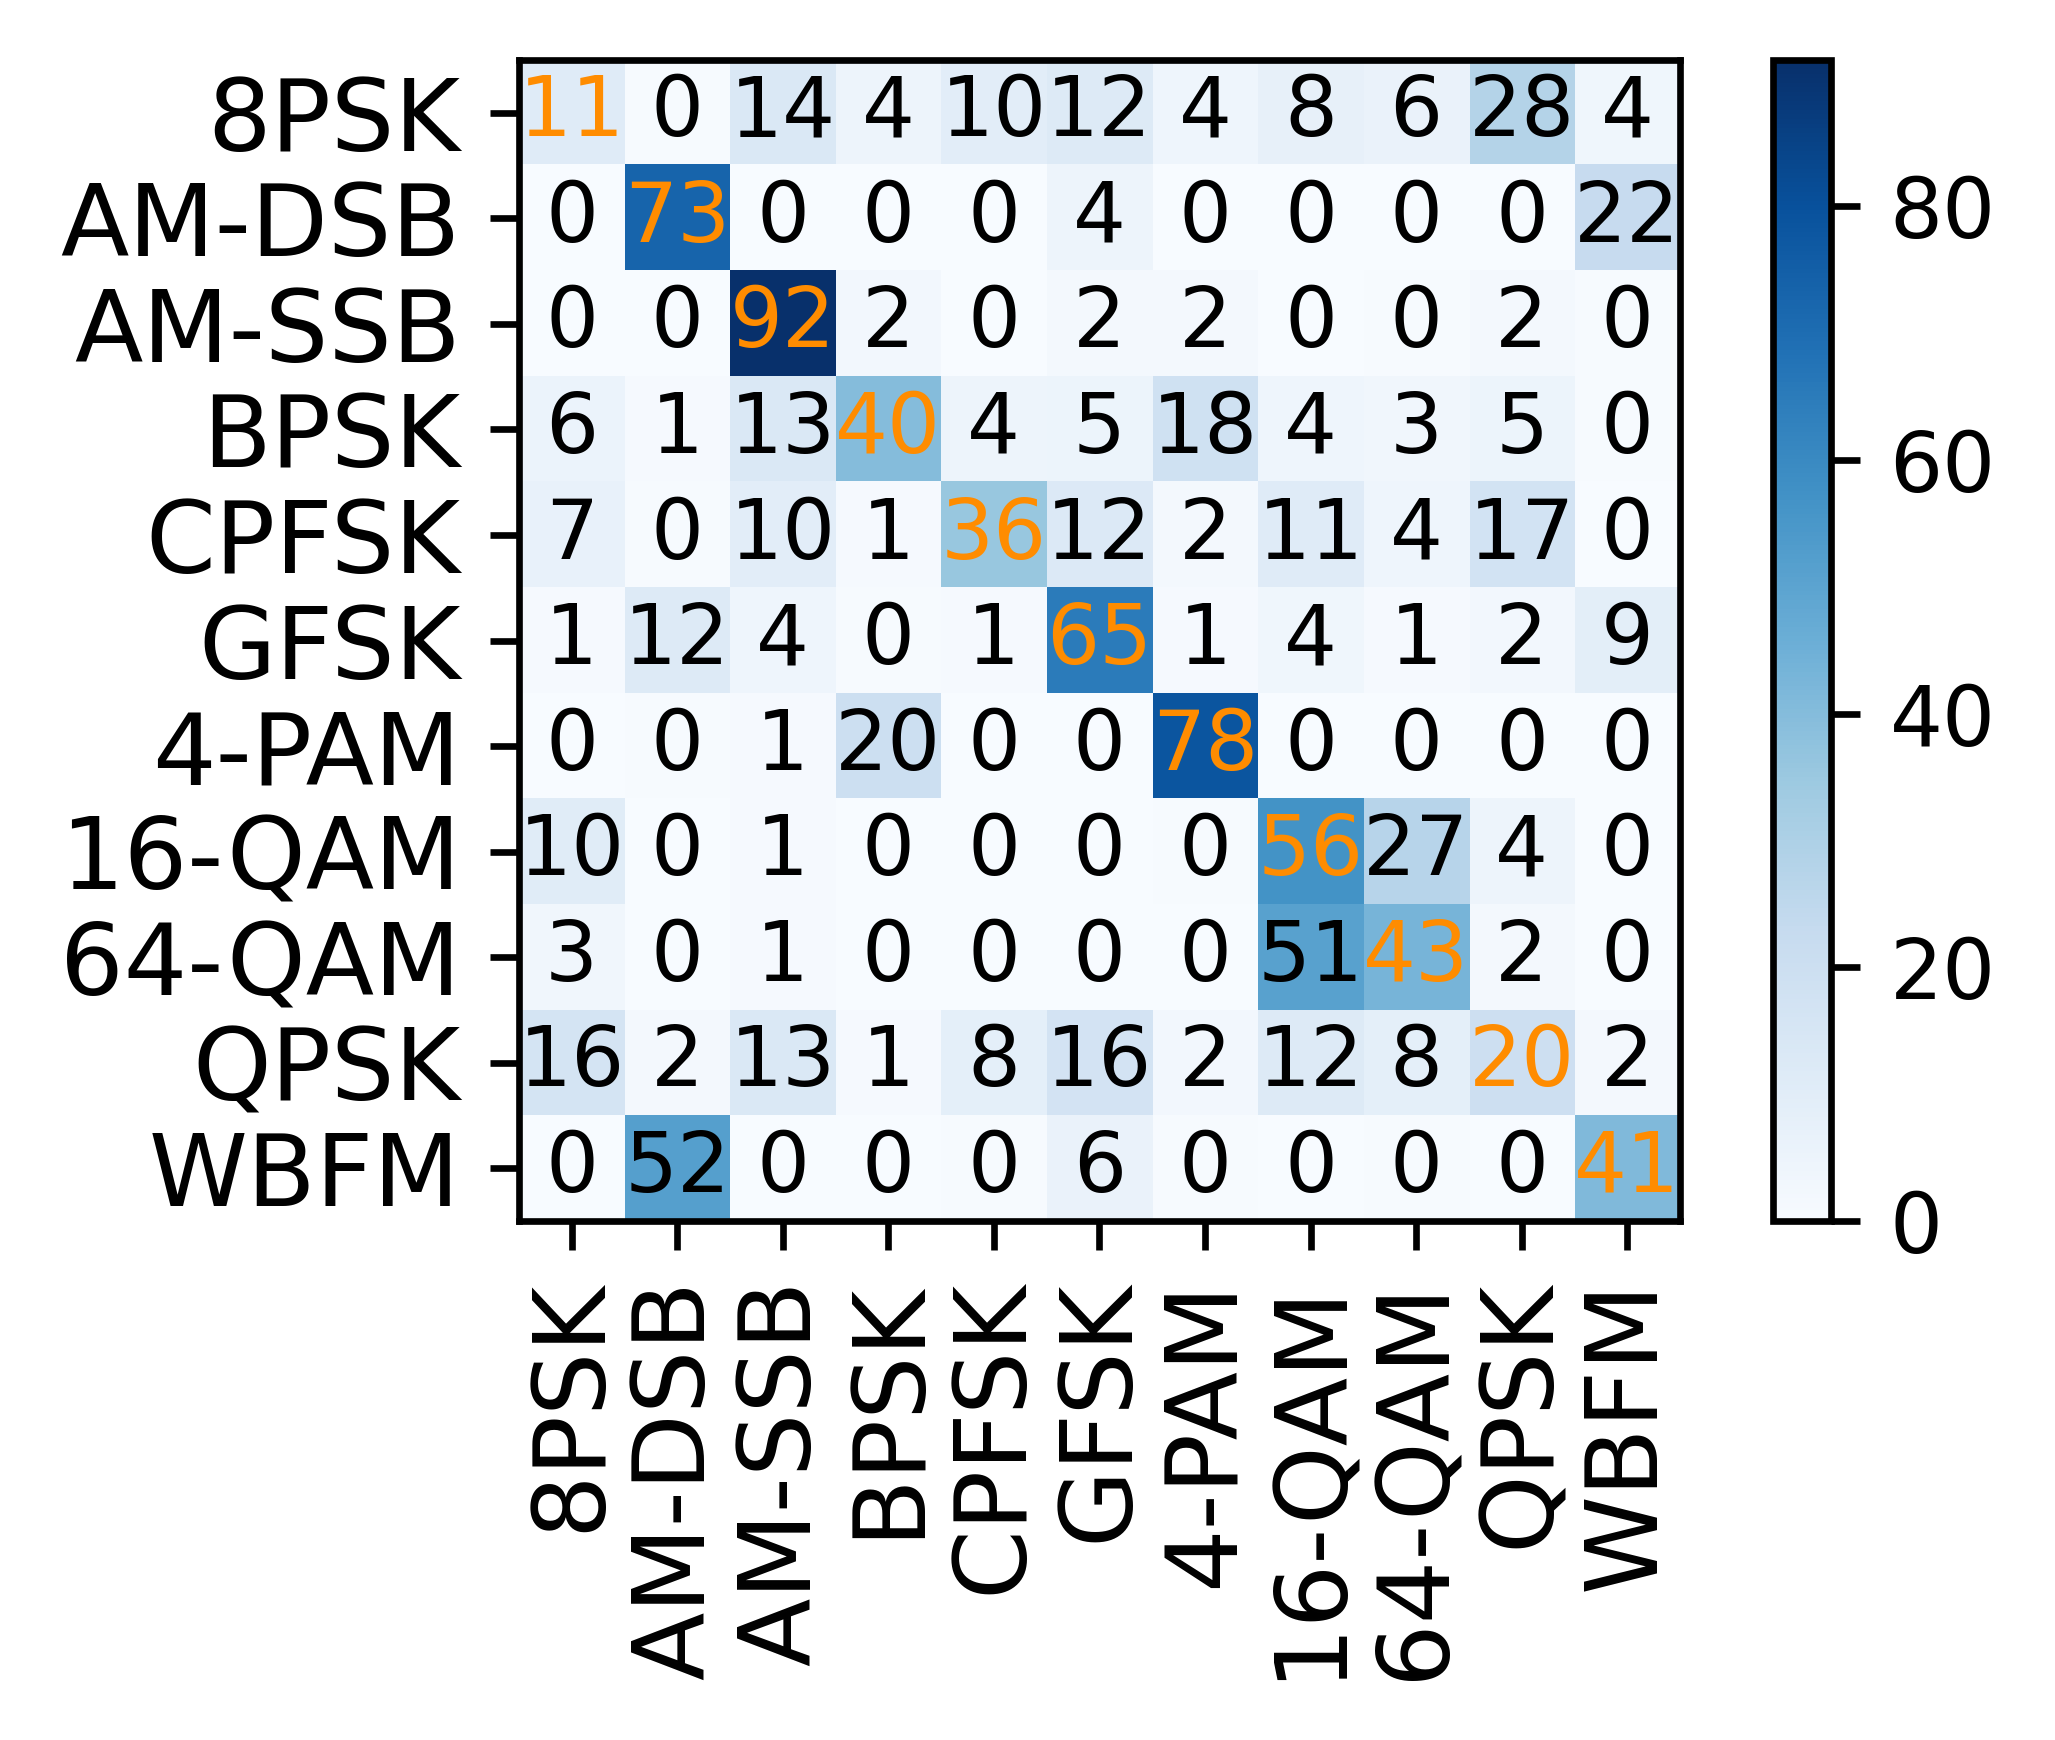 8PSK 11 0 14 4 10 12 4 8 6 28 4
AM-DSB 0 73 0 0 0 4 0 0 0 0 22
AM-SSB 0 0 92 2 0 2 2 0 0 2 0
BPSK 6 1 13 40 4 5 18 4 3 5 0
CPFSK 7 0 10 1 36 12 2 11 4 17 0
GFSK 1 12 4 0 1 65 1 4 1 2 9
4-PAM 0 0 1 20 0 0 78 0 0 0 0
16-QAM 10 0 1 0 0 0 0 56 27 4 0
64-QAM 3 0 1 0 0 0 0 51 43 2 0
QPSK 16 2 13 1 8 16 2 12 8 20 2
WBFM 0 52 0 0 0 6 0 0 0 0 41
8PSK
AM-DSB
AM-SSB
BPSK
CPFSK
GFSK
4-PAM
16-QAM
64-QAM
QPSK
WBFM
80
60
40
20
0